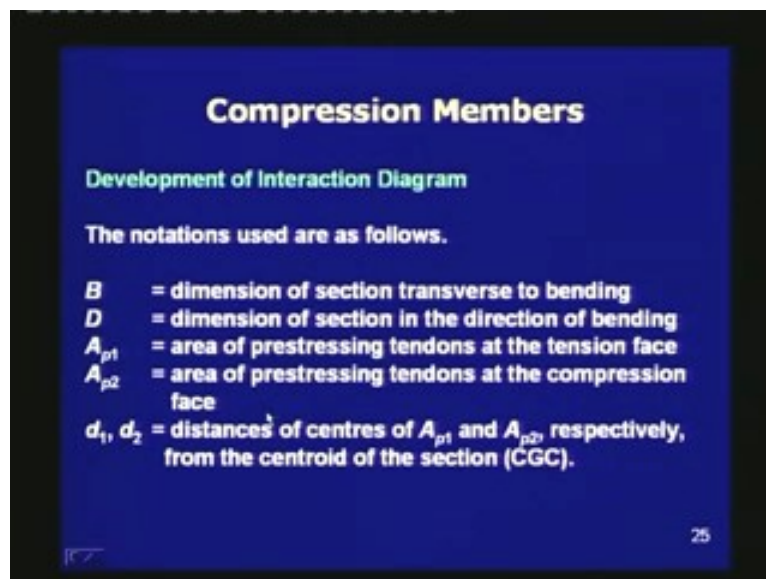 Compression Members
Development of Interaction Diagram
The notations used are as follows.
B = dimension of section transverse to bending
D = dimension of section in the direction of bending
Ap1 = area of prestressing tendons at the tension face
Ap2 = area of prestressing tendons at the compression
face
d1, d2 = distances of centres of Ap1 and Ap2, respectively,
from the centroid of the section (CGC).
25